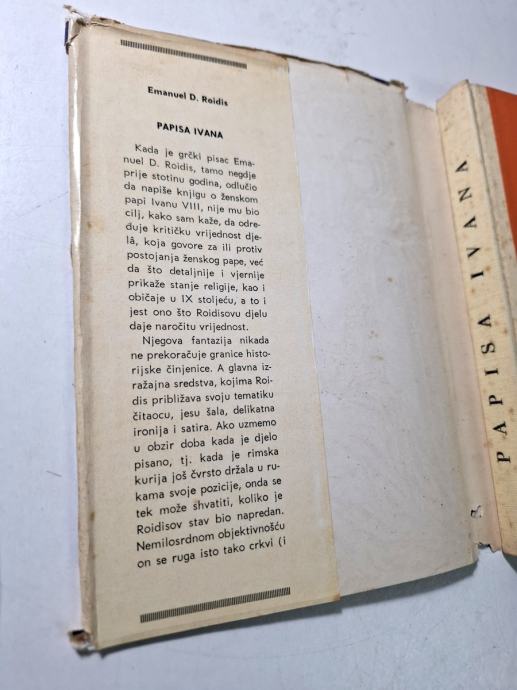 Emanuel D. Roidis
PAPISA IVANA
Kada je grčki pisac Ema-
nuel D. Roidis, tamo negdje
prije stotinu godina, odlučio
da napiše knjigu o ženskom
papi Ivanu VIII, nije mu bio
cilj, kako sam kaže, da odre-
đuje kritičku vrijednost dje-
lâ, koja govore za ili protiv
postojanja ženskog pape, već
da što detaljnije i vjernije
prikaže stanje religije, kao i
običaje u IX stoljeću, a to i
jest ono što Roidisovu djelu
daje naročitu vrijednost.
Njegova fantazija nikada
ne prekoračuje granice histo-
rijske činjenice. A glavna iz-
ražajna sredstva, kojima Roi-
dis približava svoju tematiku
čitaocu, jesu šala, delikatna
ironija i satira. Ako uzmemo
u obzir doba kada je djelo
pisano, tj. kada je rimska
kurija još čvrsto držala u ru-
kama svoje pozicije, onda se
tek može shvatiti, koliko je
Roidisov stav bio napredan.
Nemilosrdnom objektivnošću
on se ruga isto tako crkvi (i
PAPISA IVANA